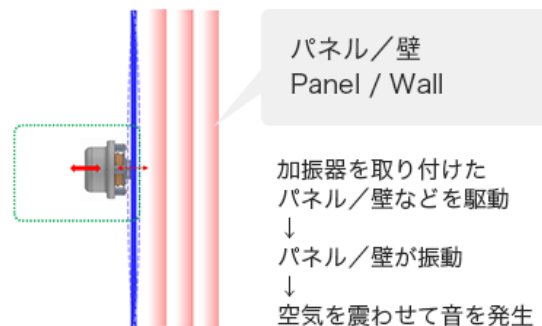 パネル／壁
Panel / Wall
加振器を取り付けた
パネル／壁などを駆動
↓
パネル／壁が振動
↓
空気を震わせて音を発生